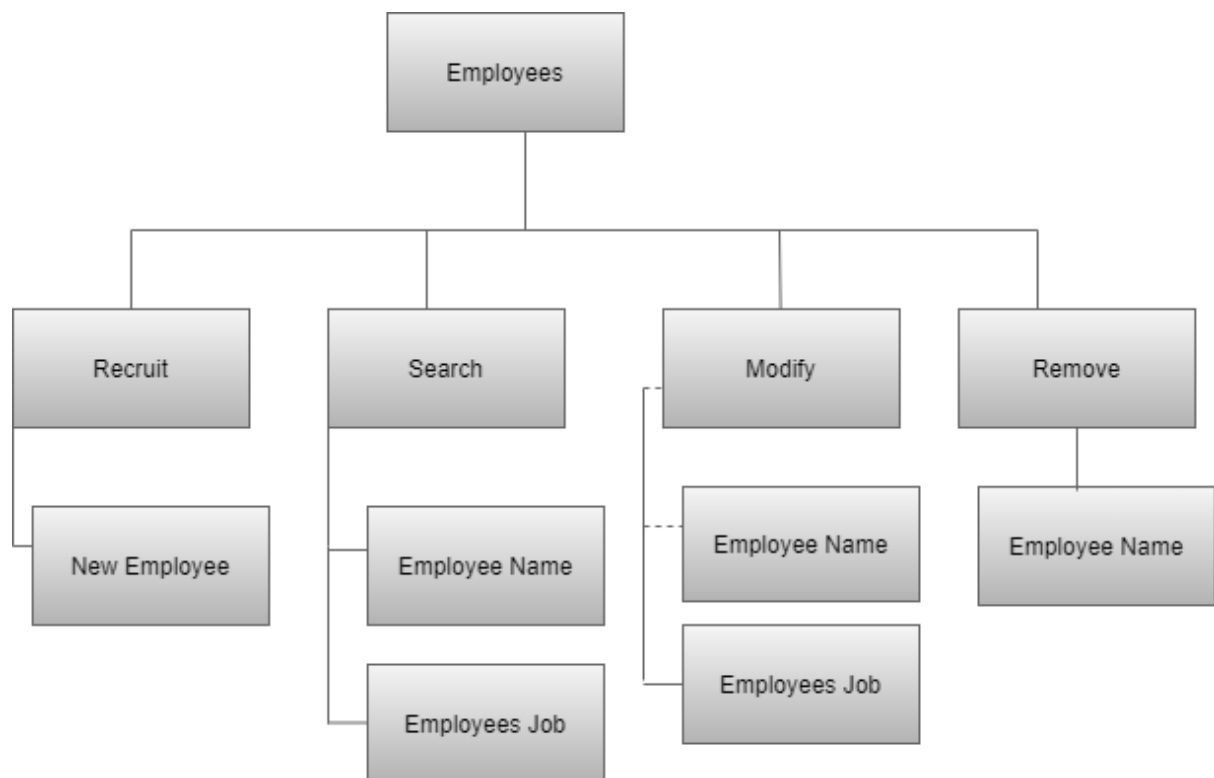 Employees
Recruit
Search
Modify
Remove
New Employee
Employee Name
Employees Job
Employee Name
Employees Job
Employee Name